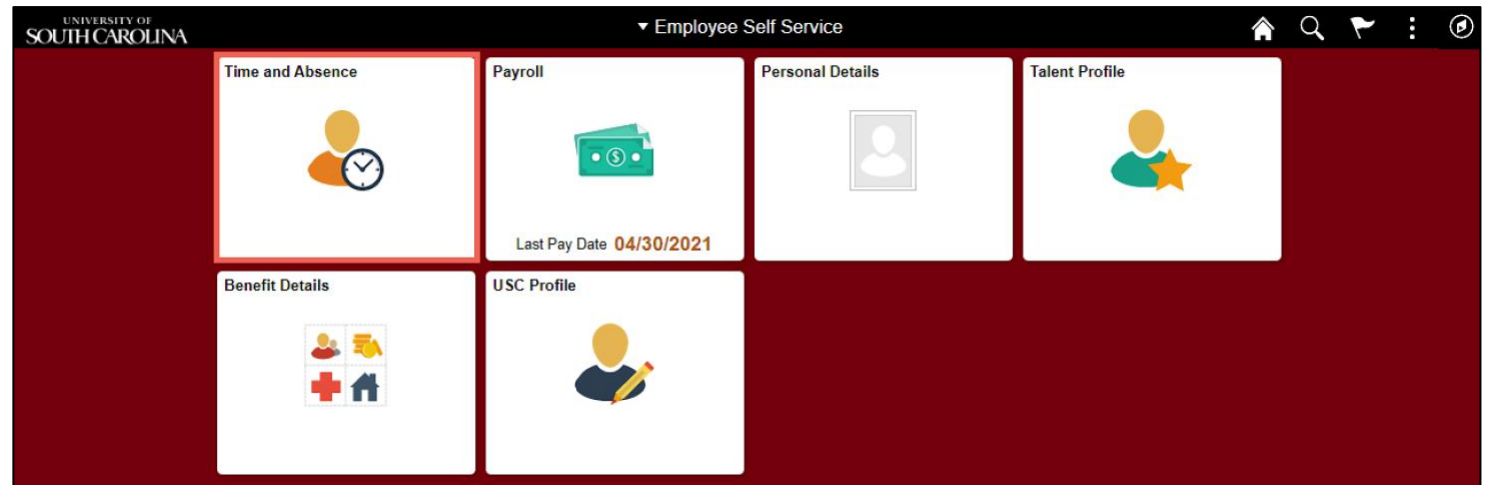 UNIVERSITY OF
SOUTH CAROLINA
Employee Self Service
Time and Absence
Payroll
Last Pay Date 04/30/2021
Personal Details
Talent Profile
Benefit Details
USC Profile